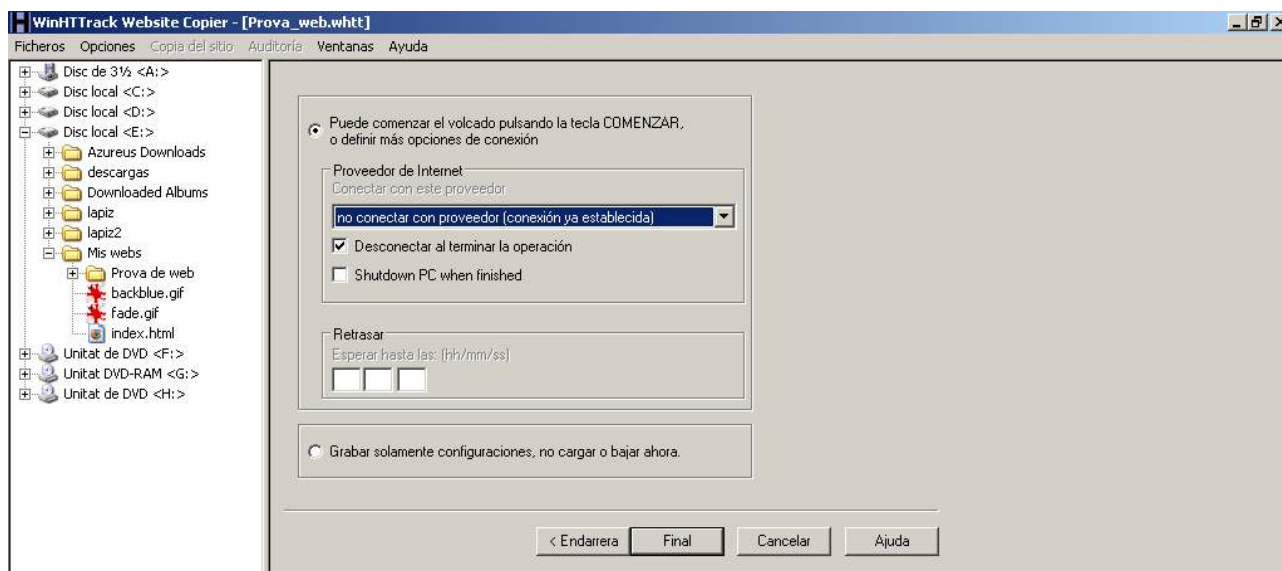 WinHTTrack Website Copier - [Prova_web.whtt]
Ficheros Opciones Copia del sitio Auditoría Ventanas Ayuda
Disc de 3½ <A:>
Disc local <C:>
Disc local <D:>
Disc local <E:>
Azureus Downloads
descargas
Downloaded Albums
lapiz
lapiz2
Mis webs
Prova de web
backblue.gif
fade.gif
index.html
Unitat de DVD <F:>
Unitat DVD-RAM <G:>
Unitat de DVD <H:>
Puede comenzar el volcado pulsando la tecla COMENZAR,
o definir más opciones de conexión
Proveedor de Internet
Conectar con este proveedor
no conectar con proveedor (conexión ya establecida)
Desconectar al terminar la operación
Shutdown PC when finished
Retrasar
Esperar hasta las: (hh/mm/ss)
Grabar solamente configuraciones, no cargar o bajar ahora.
< Endarrera Final Cancelar Ajuda